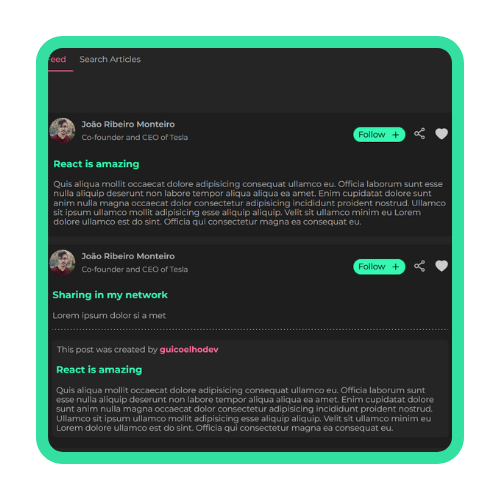 eed Search Articles
João Ribeiro Monteiro
Co-founder and CEO of Tesla
Follow +
React is amazing
Quis aliqua mollit occaecat dolore adipisicing consequat ullamco eu. Officia laborum sunt esse
nulla aliquip deserunt non labore tempor aliqua aliqua ea amet. Enim cupidatat dolore sunt
anim nulla magna occaecat dolor consectetur adipisicing incididunt proident nostrud. Ullamco
sit ipsum ullamco mollit adipisicing esse aliquip aliquip. Velit sit ullamco minim eu Lorem
dolore ullamco est do sint. Officia qui consectetur magna ea consequat eu.
João Ribeiro Monteiro
Co-founder and CEO of Tesla
Follow +
Sharing in my network
Lorem ipsum dolor si a met
This post was created by guicoelhodev
React is amazing
Quis aliqua mollit occaecat dolore adipisicing consequat ullamco eu. Officia laborum sunt
esse nulla aliquip deserunt non labore tempor aliqua aliqua ea amet. Enim cupidatat dolore
sunt anim nulla magna occaecat dolor consectetur adipisicing incididunt proident nostrud.
Ullamco sit ipsum ullamco mollit adipisicing esse aliquip aliquip. Velit sit ullamco minim eu
Lorem dolore ullamco est do sint. Officia qui consectetur magna ea consequat eu.